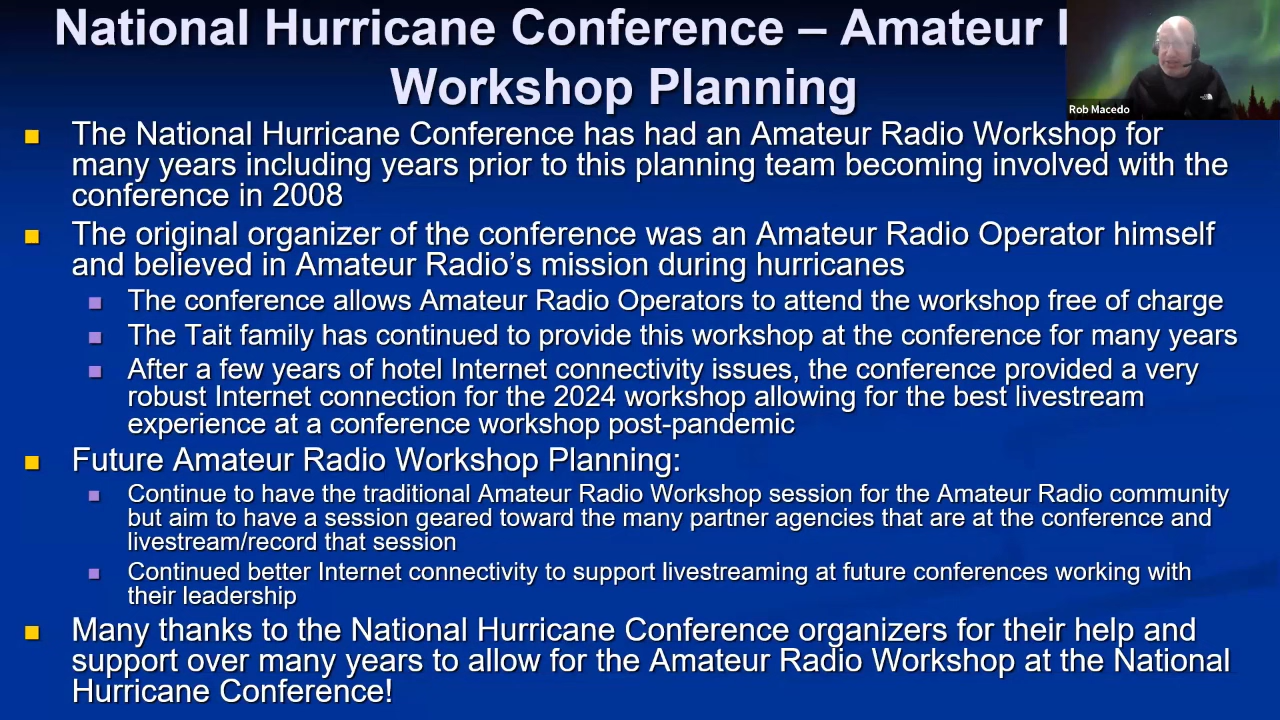 National Hurricane Conference – Amateur
Workshop Planning
Rob Macedo
The National Hurricane Conference has had an Amateur Radio Workshop for
many years including years prior to this planning team becoming involved with the
conference in 2008
The original organizer of the conference was an Amateur Radio Operator himself
and believed in Amateur Radio’s mission during hurricanes
The conference allows Amateur Radio Operators to attend the workshop free of charge
The Tait family has continued to provide this workshop at the conference for many years
After a few years of hotel Internet connectivity issues, the conference provided a very
robust Internet connection for the 2024 workshop allowing for the best livestream
experience at a conference workshop post-pandemic
Future Amateur Radio Workshop Planning:
Continue to have the traditional Amateur Radio Workshop session for the Amateur Radio community
but aim to have a session geared toward the many partner agencies that are at the conference and
livestream/record that session
Continued better Internet connectivity to support livestreaming at future conferences working with
their leadership
Many thanks to the National Hurricane Conference organizers for their help and
support over many years to allow for the Amateur Radio Workshop at the National
Hurricane Conference!